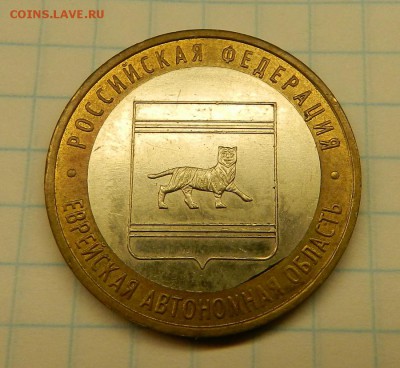 COINS.LAVE.RU
РОССИЙСКАЯ ФЕДЕРАЦИЯ
ЕВРЕЙСКАЯ АВТОНОМНАЯ ОБЛАСТЬ